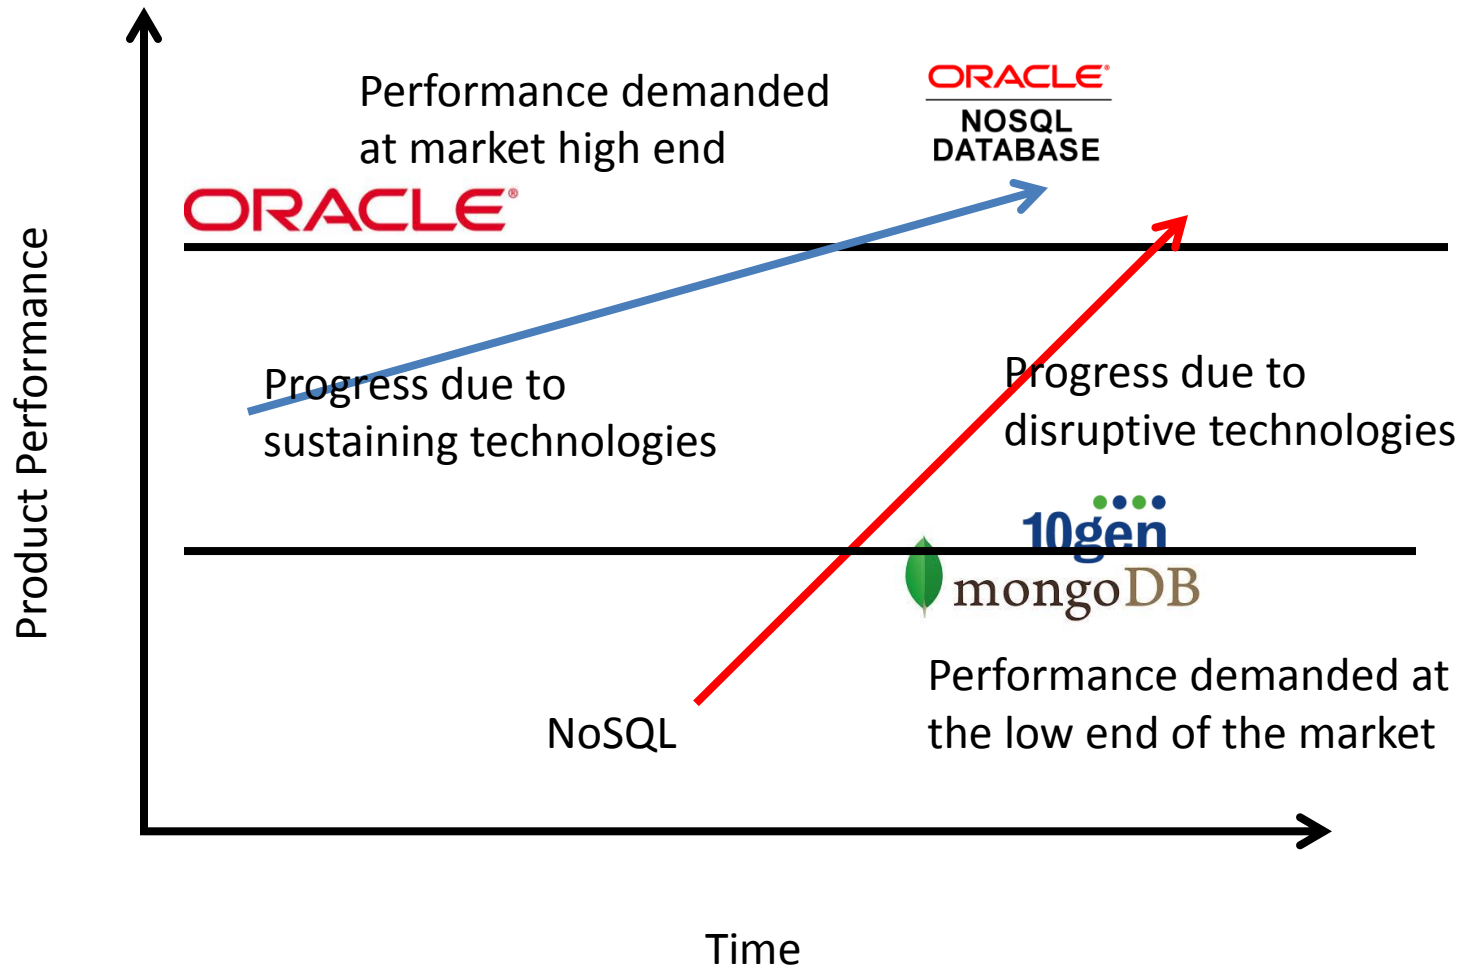 Performance demanded
at market high end
ORACLE®
NOSQL
DATABASE
ORACLE®
Product Performance
Progress due to
sustaining technologies
Progress due to
disruptive technologies
10gen
mongoDB
NoSQL
Performance demanded at
the low end of the market
Time